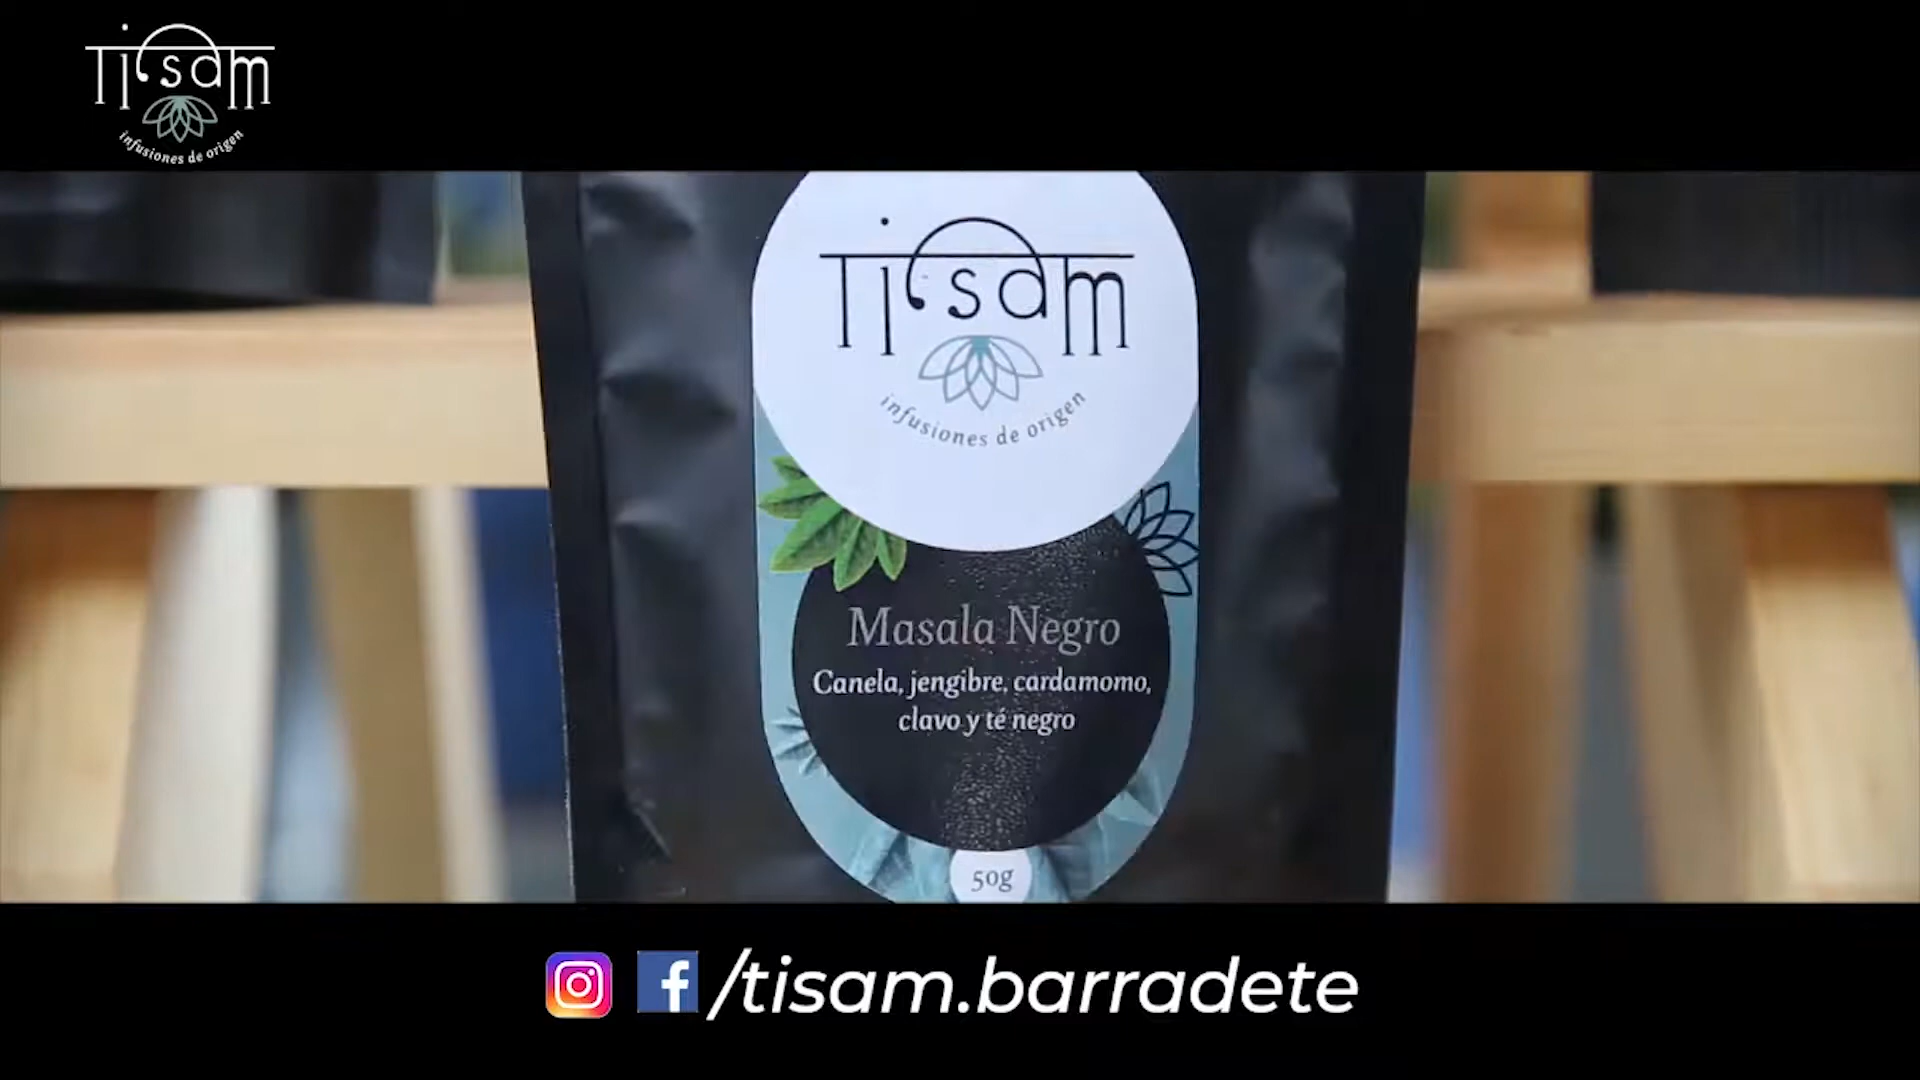 Tisam
infusiones de origen
Tisam
infusiones de origen
Masala Negro
Canela, jengibre, cardamomo,
clavo y té negro
50g
/tisam.barradete